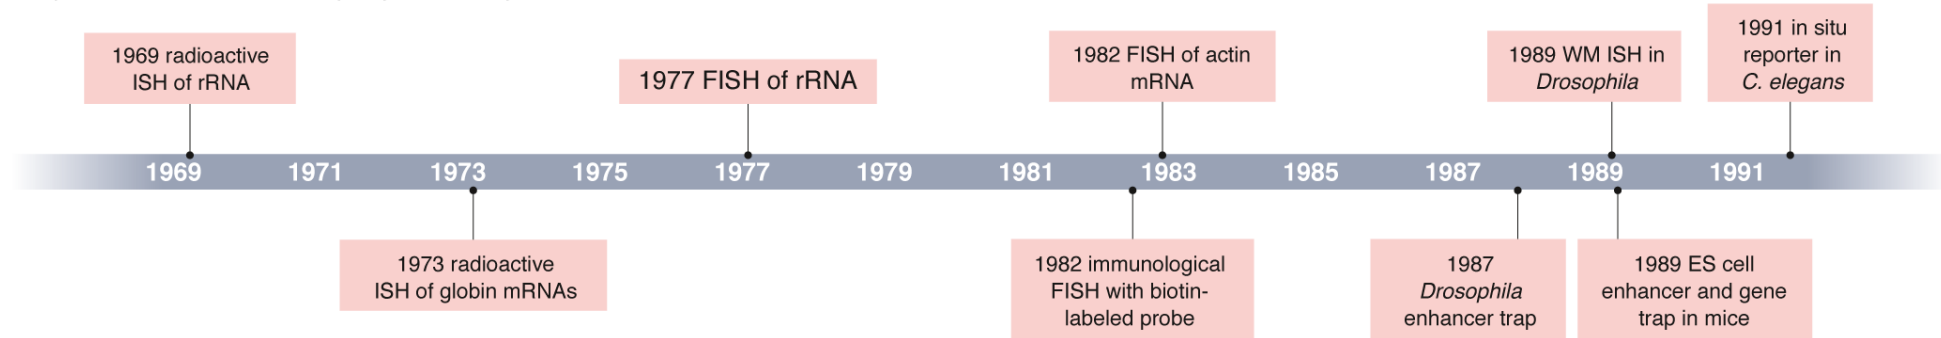 1969 radioactive
ISH of rRNA
1977 FISH of rRNA
1982 FISH of actin
mRNA
1989 WM ISH in
Drosophila
1991 in situ
reporter in
C. elegans
1969 1971 1973 1975 1977 1979 1981 1983 1985 1987 1989 1991
1973 radioactive
ISH of globin mRNAs
1982 immunological
FISH with biotin-
labeled probe
1987
Drosophila
enhancer trap
1989 ES cell
enhancer and gene
trap in mice